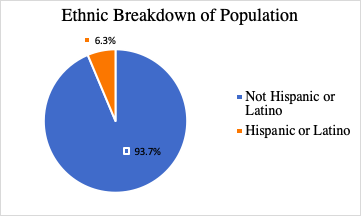 Ethnic Breakdown of Population
6.3%
93.7%
Not Hispanic or
Latino
Hispanic or Latino